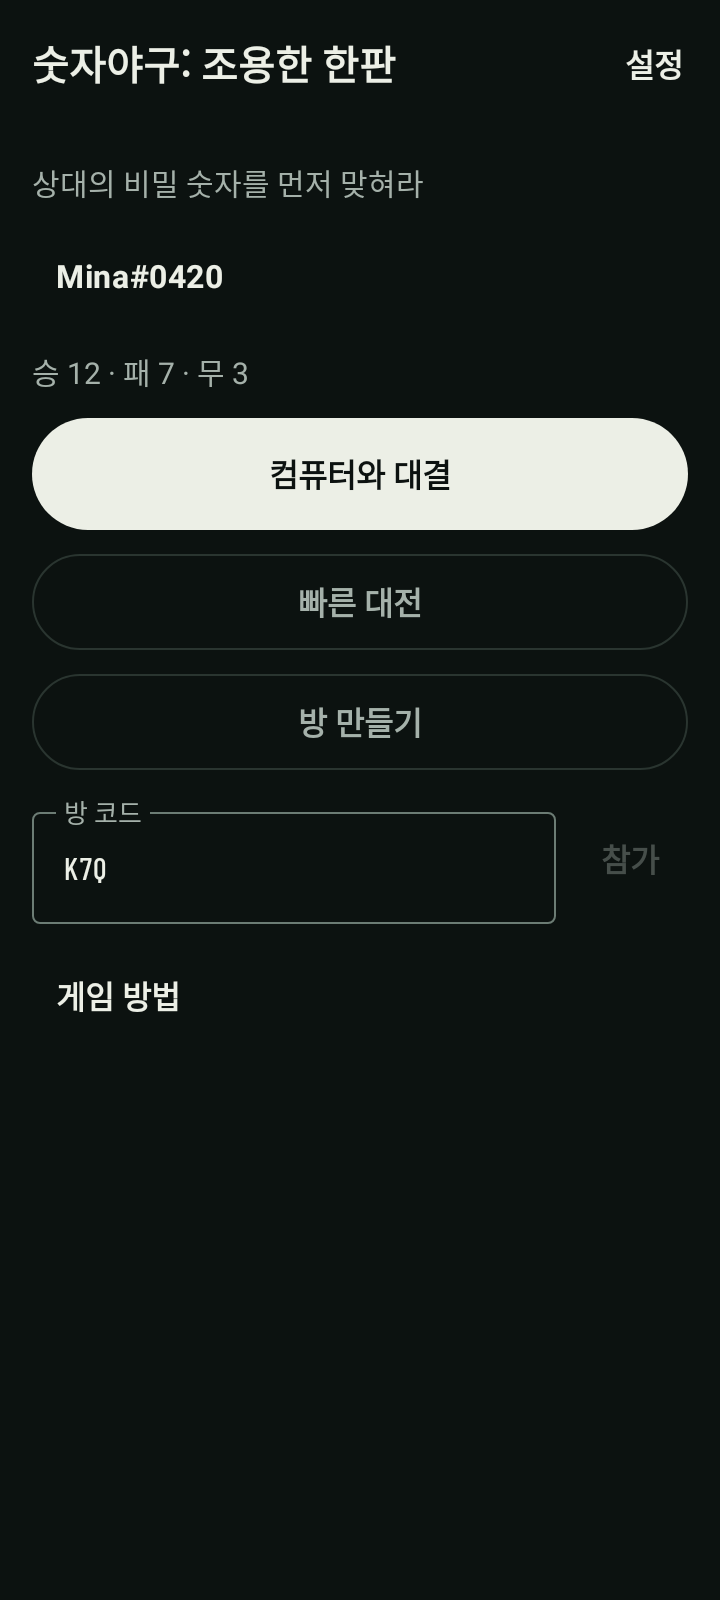 숫자야구: 조용한 한판
설정
상대의 비밀 숫자를 먼저 맞혀라
Mina#0420
승 12 · 패 7 · 무 3
컴퓨터와 대결
빠른 대전
방 만들기
방 코드
K7Q
참가
게임 방법